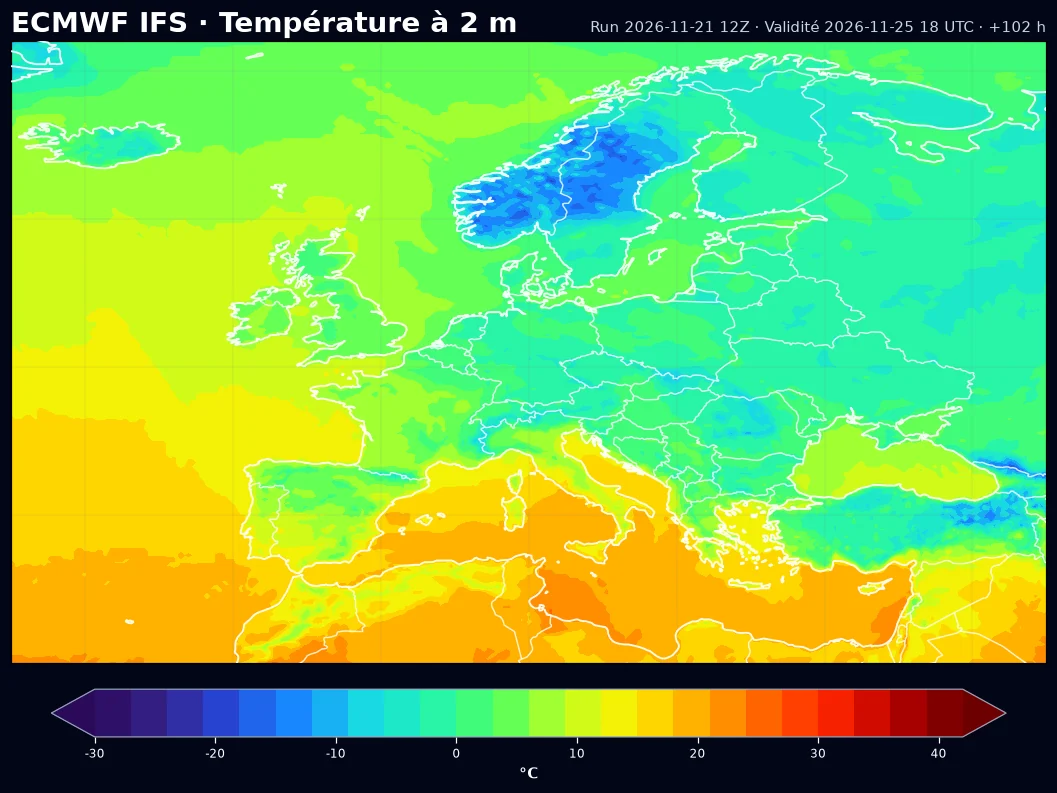 ECMWF IFS · Température à 2 m
Run 2026-11-21 12Z · Validité 2026-11-25 18 UTC · +102 h
-30 -20 -10 0 10 20 30 40
°C